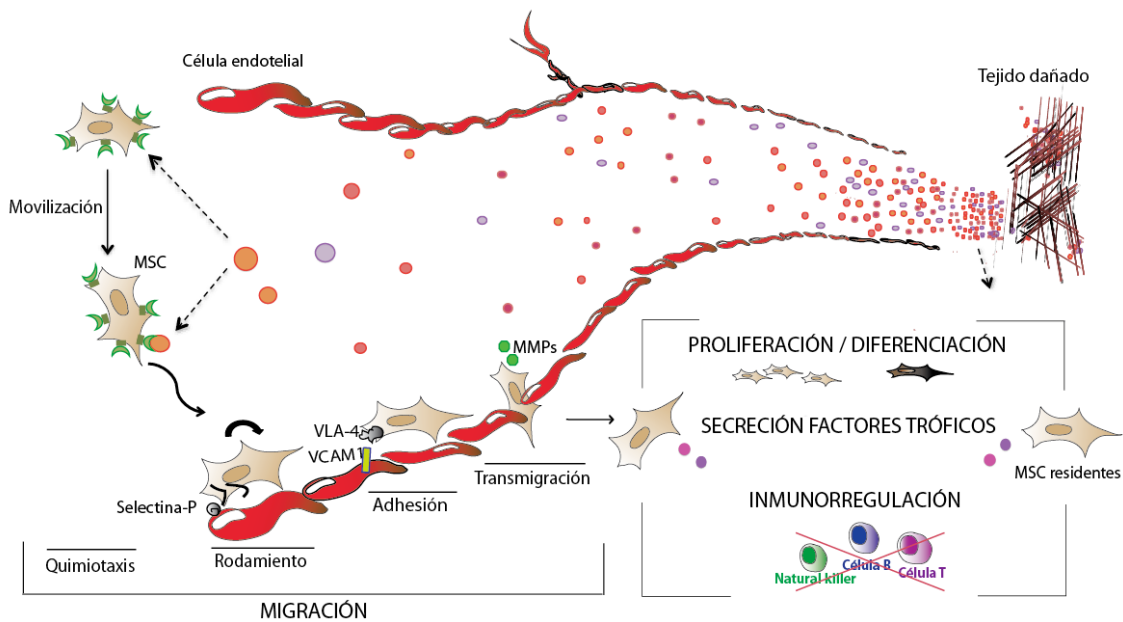 Célula endotelial
Tejido dañado
Movilización
MSC
MMPs
VLA-4
VCAM1
Selectina-P
Adhesión
Transmigración
Quimiotaxis
Rodamiento
MIGRACIÓN
PROLIFERACIÓN / DIFERENCIACIÓN
SECRECIÓN FACTORES TRÓFICOS
MSC residentes
INMUNORREGULACIÓN
Natural killer
Célula B
Célula T